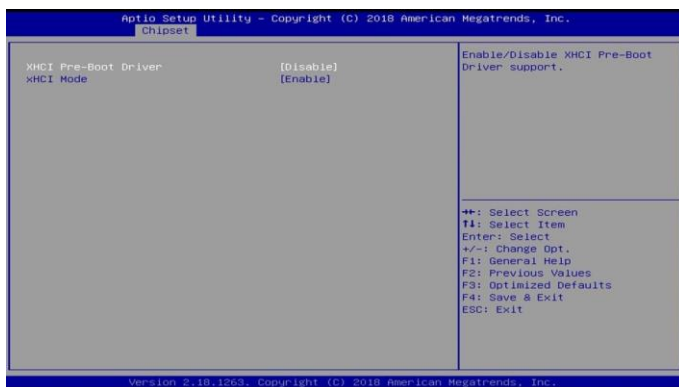 Aptio Setup Utility – Copyright (C) 2018 American Megatrends, Inc.
Chipset
XHCI Pre-Boot Driver [Disable]
xHCI Mode [Enable]
Enable/Disable XHCI Pre-Boot
Driver support.
→←: Select Screen
↑↓: Select Item
Enter: Select
+/-: Change Opt.
F1: General Help
F2: Previous Values
F3: Optimized Defaults
F4: Save & Exit
ESC: Exit
Version 2.18.1263. Copyright (C) 2018 American Megatrends, Inc.